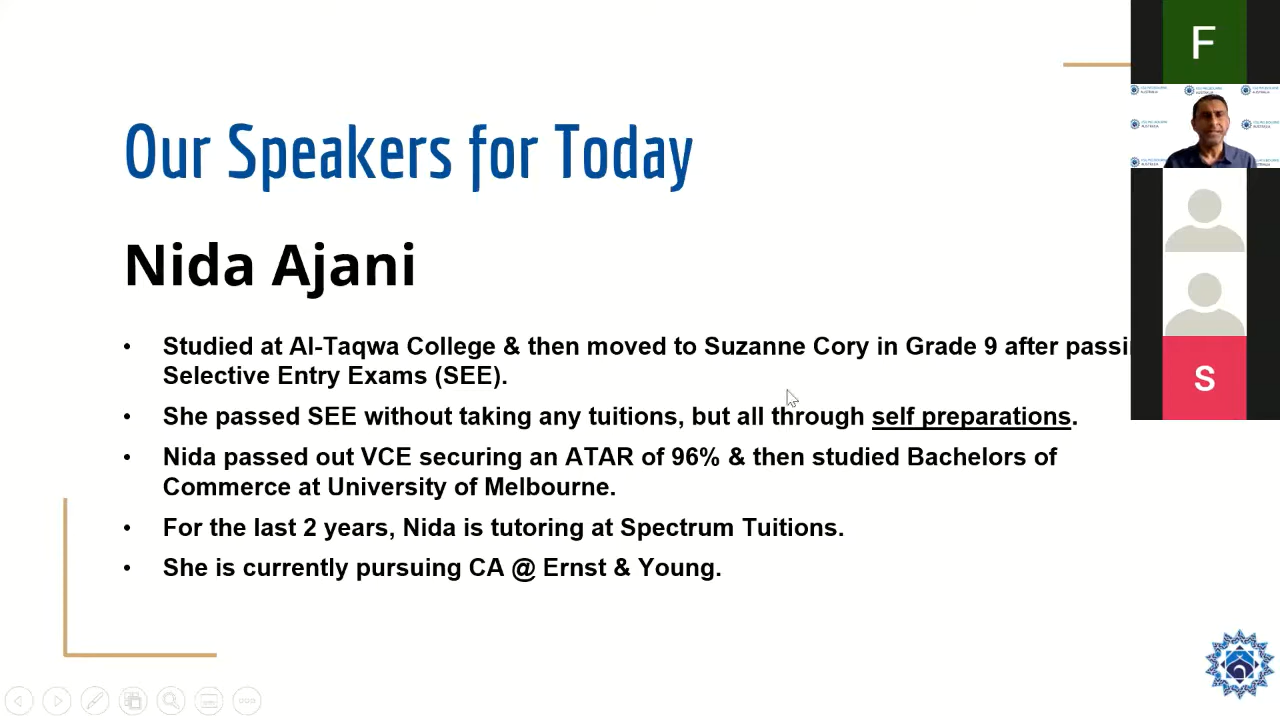 F
Our Speakers for Today
Nida Ajani
• Studied at Al-Taqwa College & then moved to Suzanne Cory in Grade 9 after passi
Selective Entry Exams (SEE).
• She passed SEE without taking any tuitions, but all through self preparations.
• Nida passed out VCE securing an ATAR of 96% & then studied Bachelors of
Commerce at University of Melbourne.
• For the last 2 years, Nida is tutoring at Spectrum Tuitions.
• She is currently pursuing CA @ Ernst & Young.
S